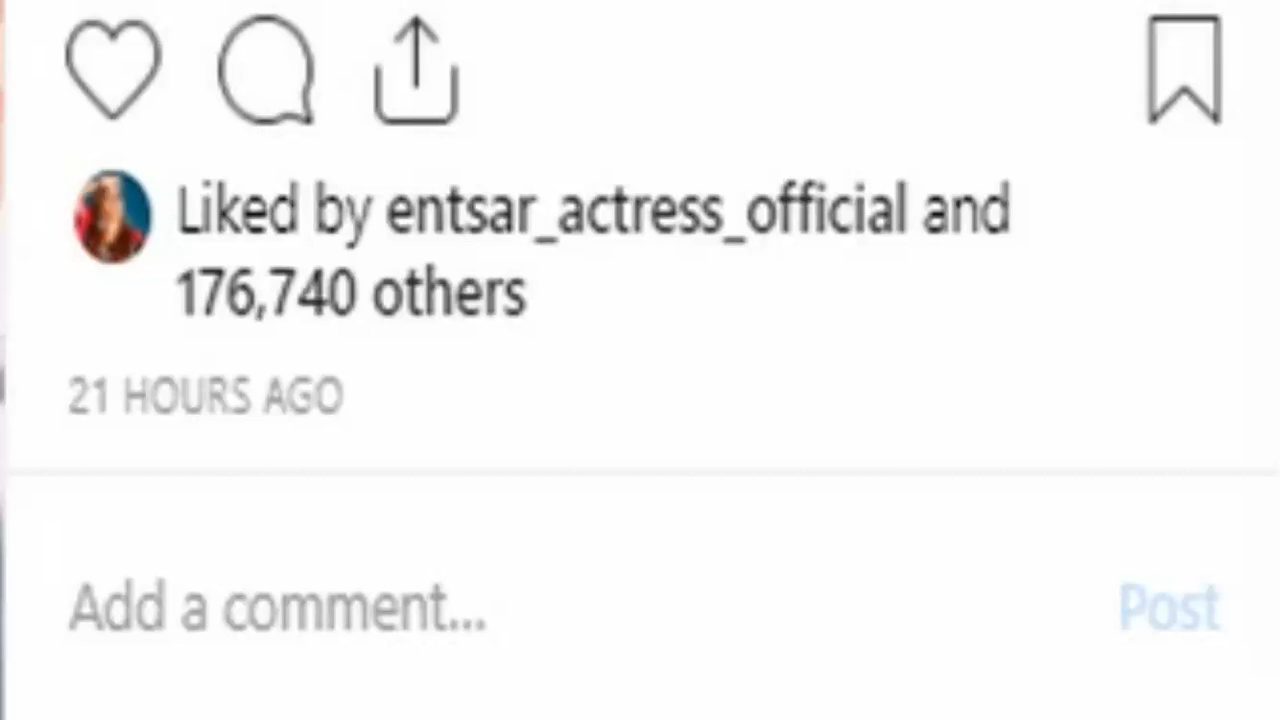 Liked by entsar_actress_official and
176,740 others
21 HOURS AGO
Add a comment...
Post